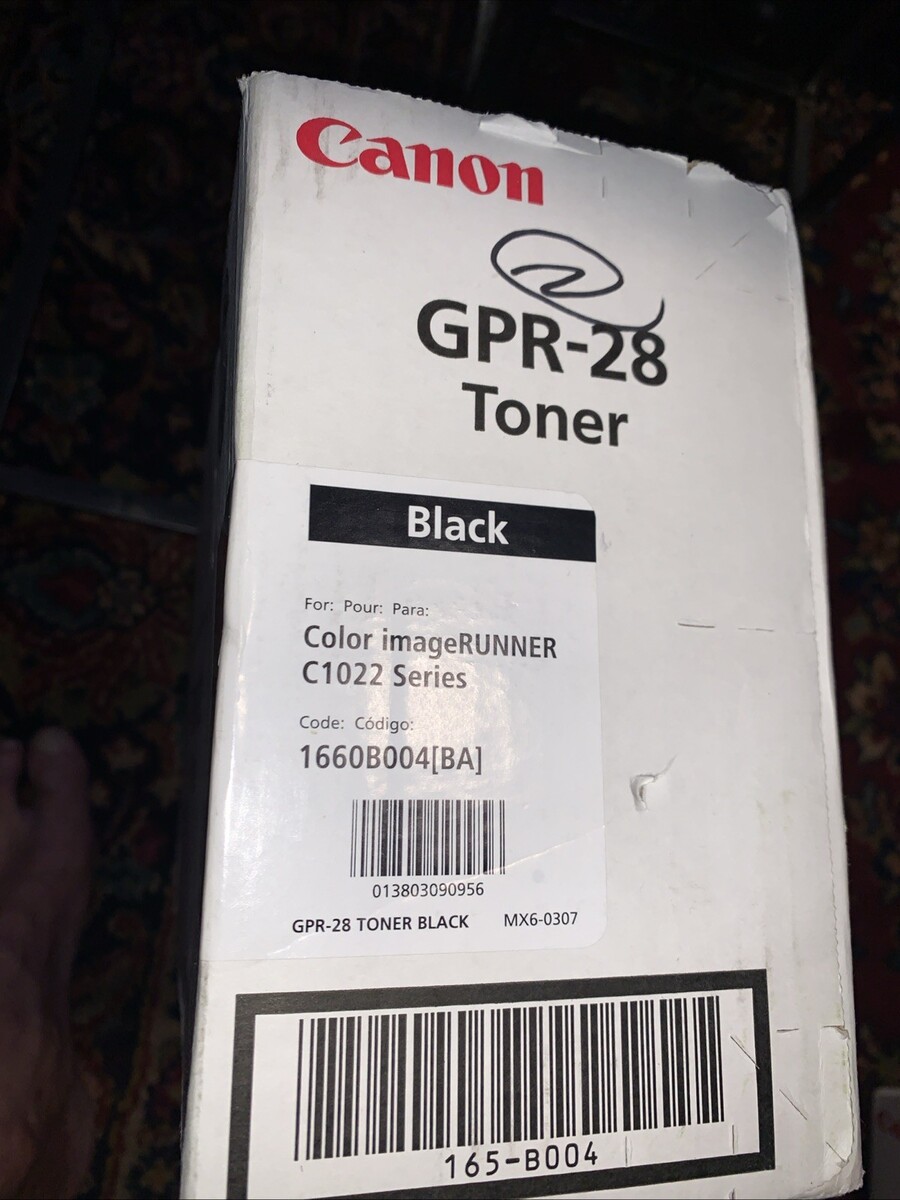 Canon
2
GPR-28
Toner
Black
For: Pour: Para:
Color imageRUNNER
C1022 Series
Code: Código:
1660B004[BA]
013803090956
GPR-28 TONER BLACK MX6-0307
165-B004